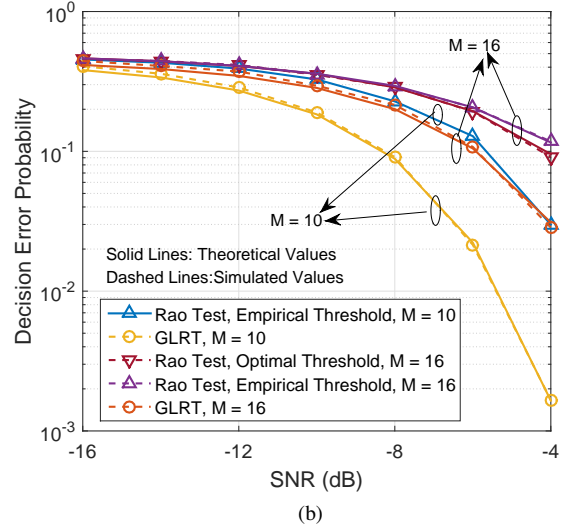 10^0
10^-1
10^-2
10^-3
Decision Error Probability
M = 16
M = 10
Solid Lines: Theoretical Values
Dashed Lines:Simulated Values
Rao Test, Empirical Threshold, M = 10
GLRT, M = 10
Rao Test, Optimal Threshold, M = 16
Rao Test, Empirical Threshold, M = 16
GLRT, M = 16
-16 -12 -8 -4
SNR (dB)
(b)